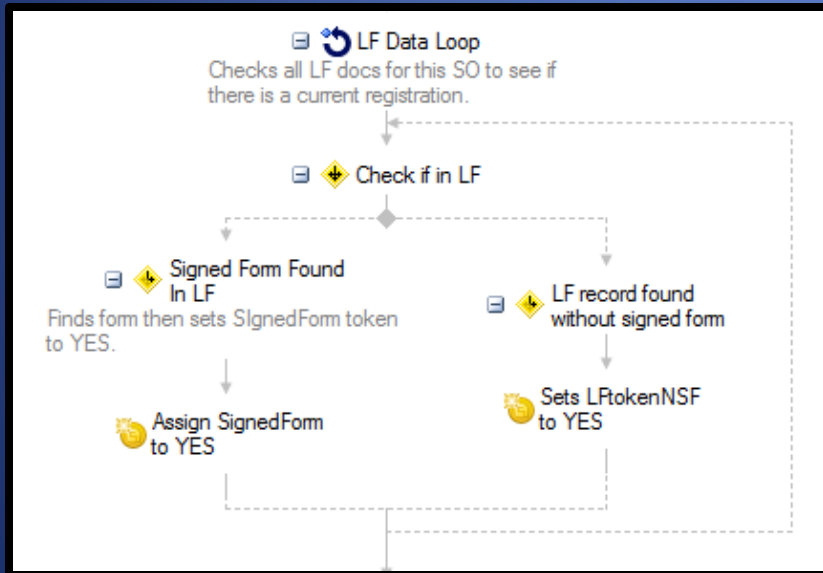 LF Data Loop
Checks all LF docs for this SO to see if
there is a current registration.
Check if in LF
Signed Form Found
In LF
Finds form then sets SIgnedForm token
to YES.
LF record found
without signed form
Assign SignedForm
to YES
Sets LFtokenNSF
to YES